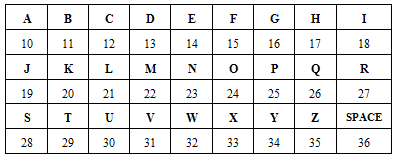 A B C D E F G H I
10 11 12 13 14 15 16 17 18
J K L M N O P Q R
19 20 21 22 23 24 25 26 27
S T U V W X Y Z SPACE
28 29 30 31 32 33 34 35 36